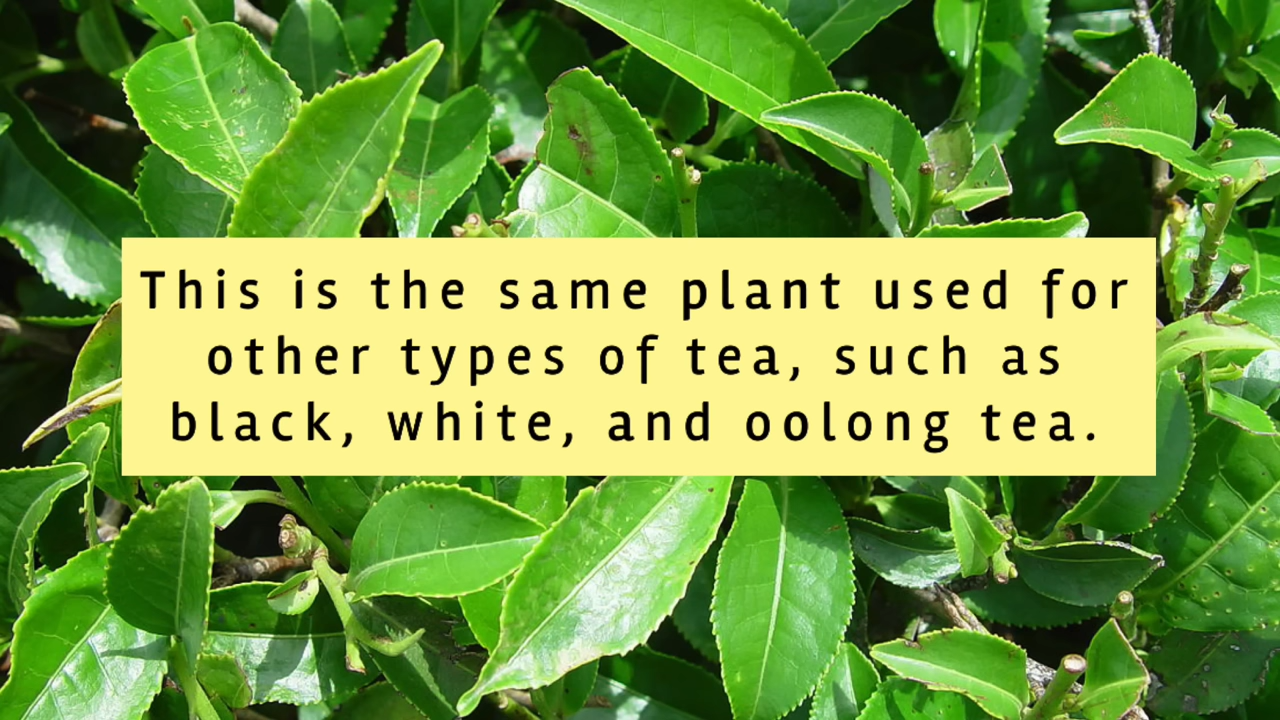 This is the same plant used for
other types of tea, such as
black, white, and oolong tea.